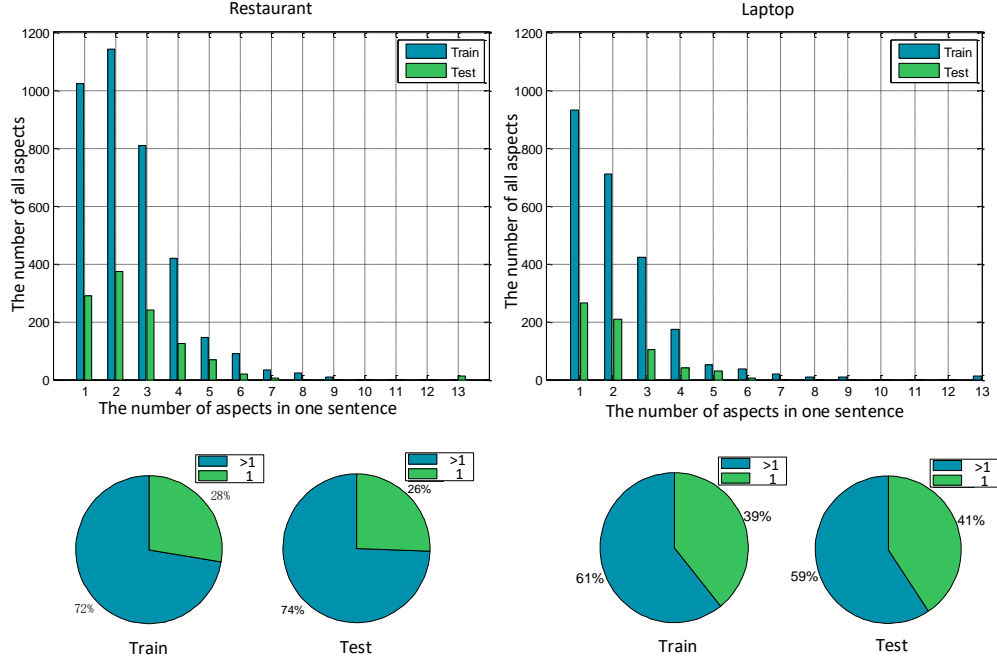 Restaurant
1200
1000
800
600
400
200
0
The number of all aspects
Train
Test
1 2 3 4 5 6 7 8 9 10 11 12 13
The number of aspects in one sentence
Laptop
1200
1000
800
600
400
200
0
The number of all aspects
Train
Test
1 2 3 4 5 6 7 8 9 10 11 12 13
The number of aspects in one sentence
>1
1
28%
72%
Train
>1
1
26%
74%
Test
>1
1
39%
61%
Train
>1
1
41%
59%
Test